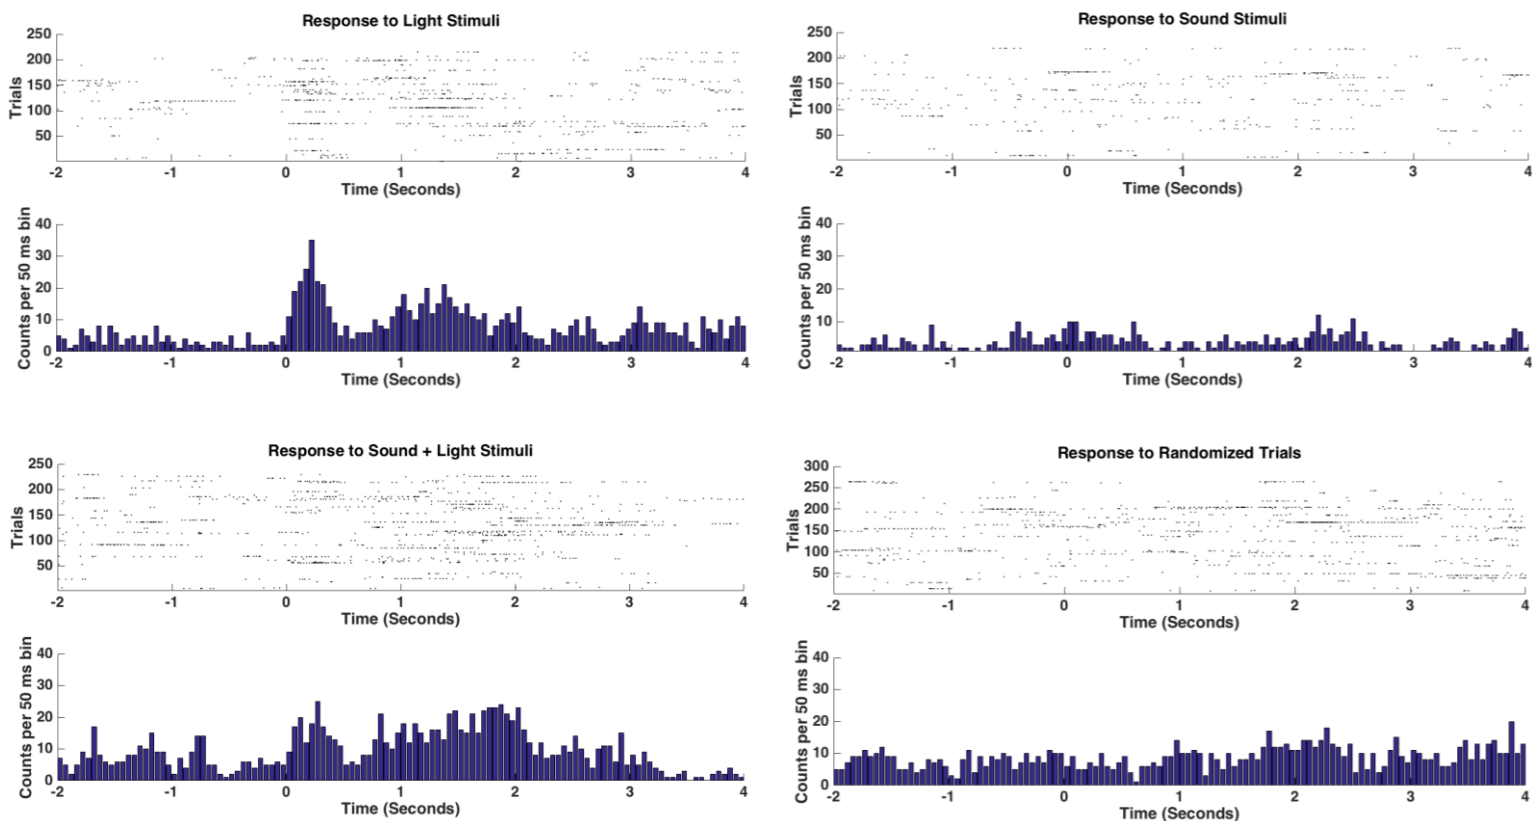 Response to Light Stimuli
250
200
150
100
50
Trials
-2 -1 0 1 2 3 4
Time (Seconds)
40
30
20
10
0
Counts per 50 ms bin
-2 -1 0 1 2 3 4
Time (Seconds)
Response to Sound Stimuli
250
200
150
100
50
Trials
-2 -1 0 1 2 3 4
Time (Seconds)
40
30
20
10
Counts per 50 ms bin
-2 -1 0 1 2 3 4
Time (Seconds)
Response to Sound + Light Stimuli
250
200
150
100
50
Trials
-2 -1 0 1 2 3 4
Time (Seconds)
40
30
20
10
0
Counts per 50 ms bin
-2 -1 0 1 2 3 4
Time (Seconds)
Response to Randomized Trials
300
250
200
150
100
50
Trials
-2 -1 0 1 2 3 4
Time (Seconds)
40
30
20
10
0
Counts per 50 ms bin
-2 -1 0 1 2 3 4
Time (Seconds)